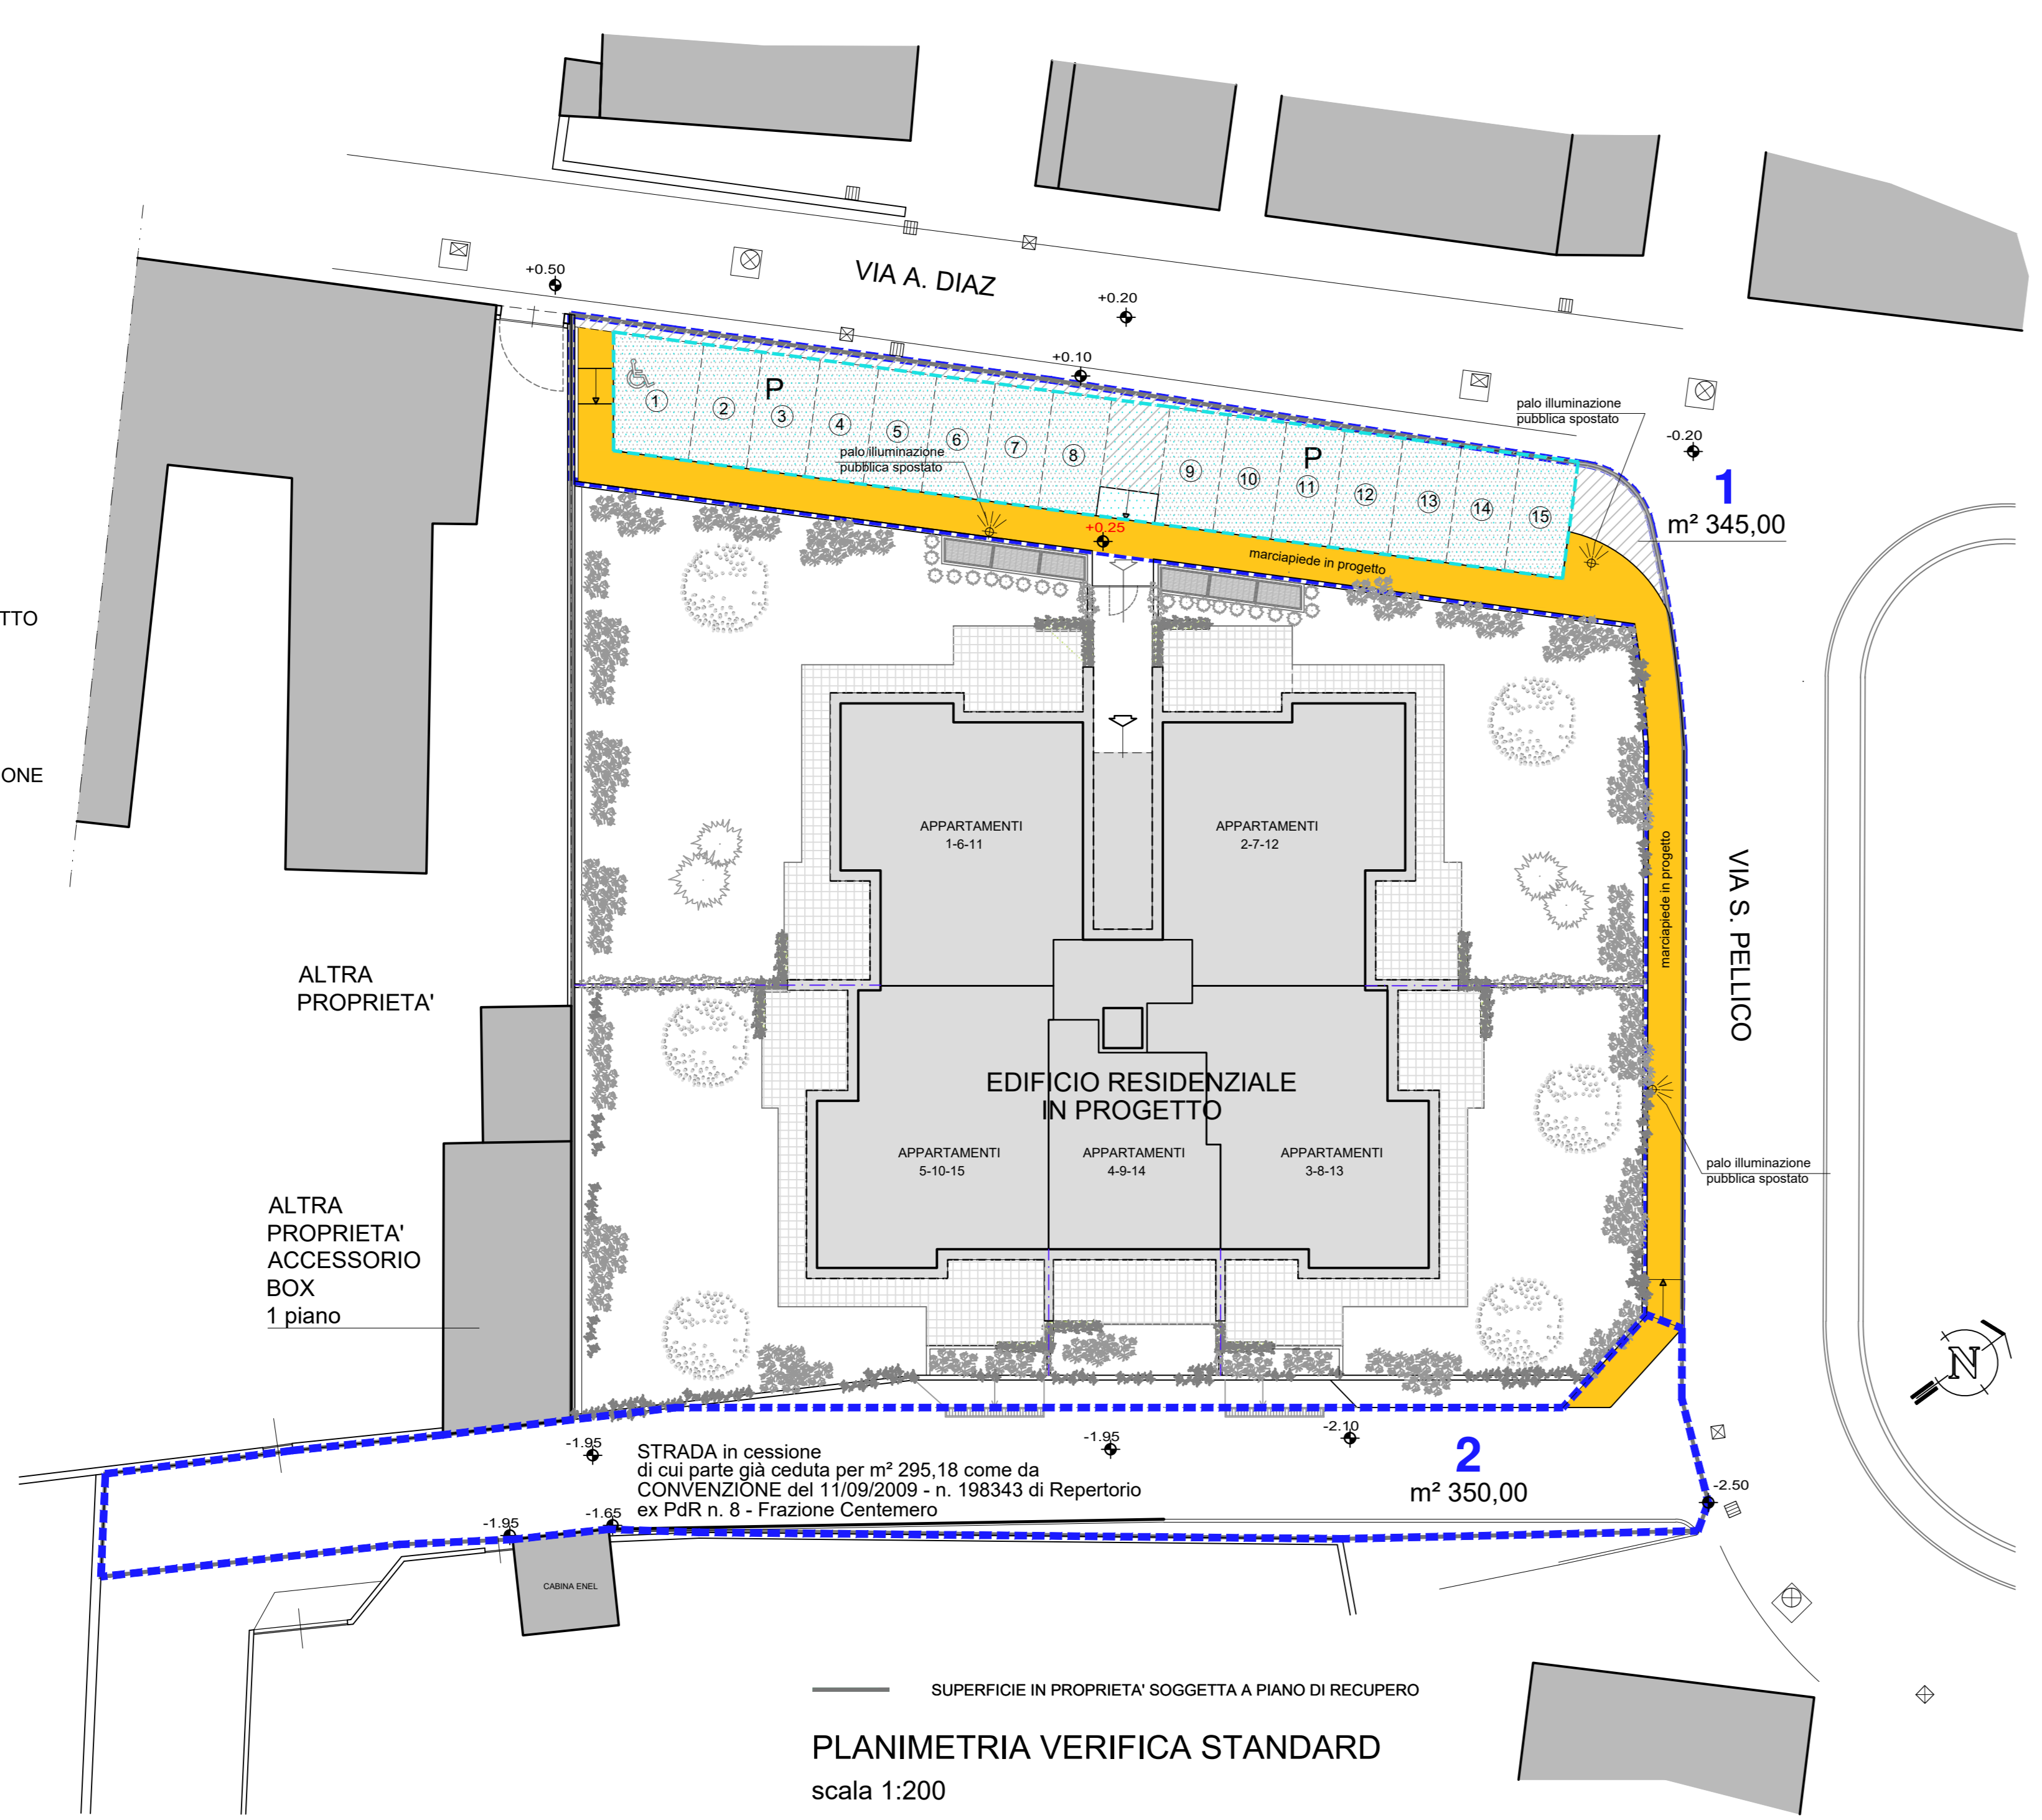 VIA A. DIAZ
+0.50
+0.20
+0.10
-0.20
palo illuminazione
pubblica spostato
1
m² 345,00
P
P
1
2
3
4
5
6
7
8
9
10
11
12
13
14
15
palo illuminazione
pubblica spostato
+0.25
marciapiede in progetto
TTO
IONE
APPARTAMENTI
1-6-11
APPARTAMENTI
2-7-12
marciapiede in progetto
VIA S. PELLICO
ALTRA
PROPRIETA'
EDIFICIO RESIDENZIALE
IN PROGETTO
APPARTAMENTI
5-10-15
APPARTAMENTI
4-9-14
APPARTAMENTI
3-8-13
palo illuminazione
pubblica spostato
ALTRA
PROPRIETA'
ACCESSORIO
BOX
1 piano
N
-1.95
-1.95
-2.10
STRADA in cessione
di cui parte già ceduta per m² 295,18 come da
CONVENZIONE del 11/09/2009 - n. 198343 di Repertorio
ex PdR n. 8 - Frazione Centemero
2
m² 350,00
-2.50
-1.95
-1.65
CABINA ENEL
SUPERFICIE IN PROPRIETA' SOGGETTA A PIANO DI RECUPERO
PLANIMETRIA VERIFICA STANDARD
scala 1:200